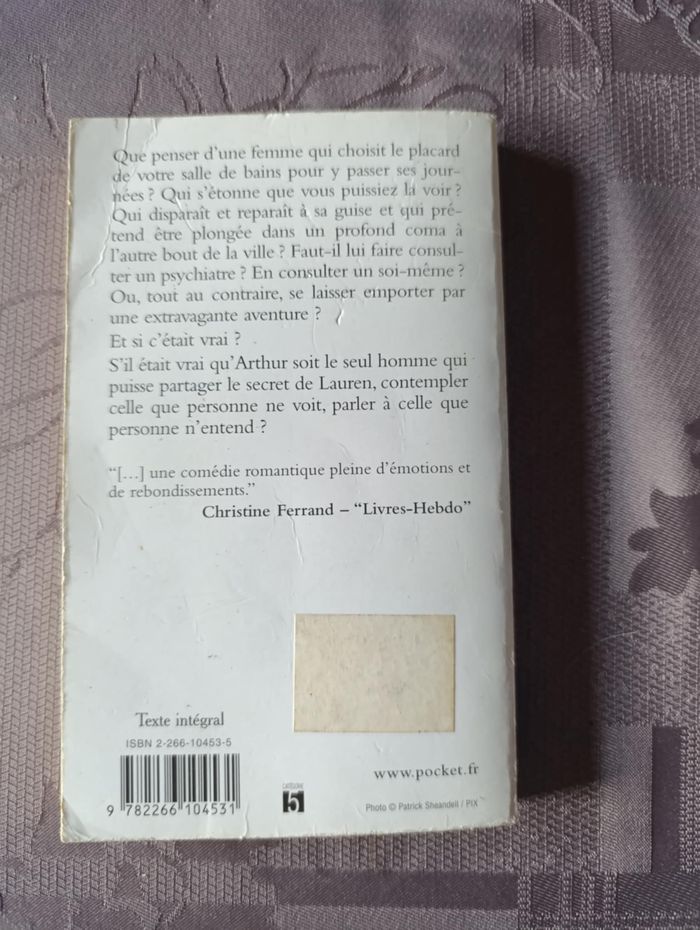 Que penser d'une femme qui choisit le placard
de votre salle de bains pour y passer ses jour-
nées ? Qui s'étonne que vous puissiez la voir ?
Qui disparaît et reparaît à sa guise et qui pré-
tend être plongée dans un profond coma à
l'autre bout de la ville ? Faut-il lui faire consul-
ter un psychiatre ? En consulter un soi-même ?
Ou, tout au contraire, se laisser emporter par
une extravagante aventure ?
Et si c'était vrai ?
S'il était vrai qu'Arthur soit le seul homme qui
puisse partager le secret de Lauren, contempler
celle que personne ne voit, parler à celle que
personne n'entend ?
“[...] une comédie romantique pleine d'émotions et
de rebondissements.”
Christine Ferrand – “Livres-Hebdo”
Texte intégral
ISBN 2-266-10453-5
9 782266 104531
CATÉGORIE
5
www.pocket.fr
Photo © Patrick Sheandell / PIX